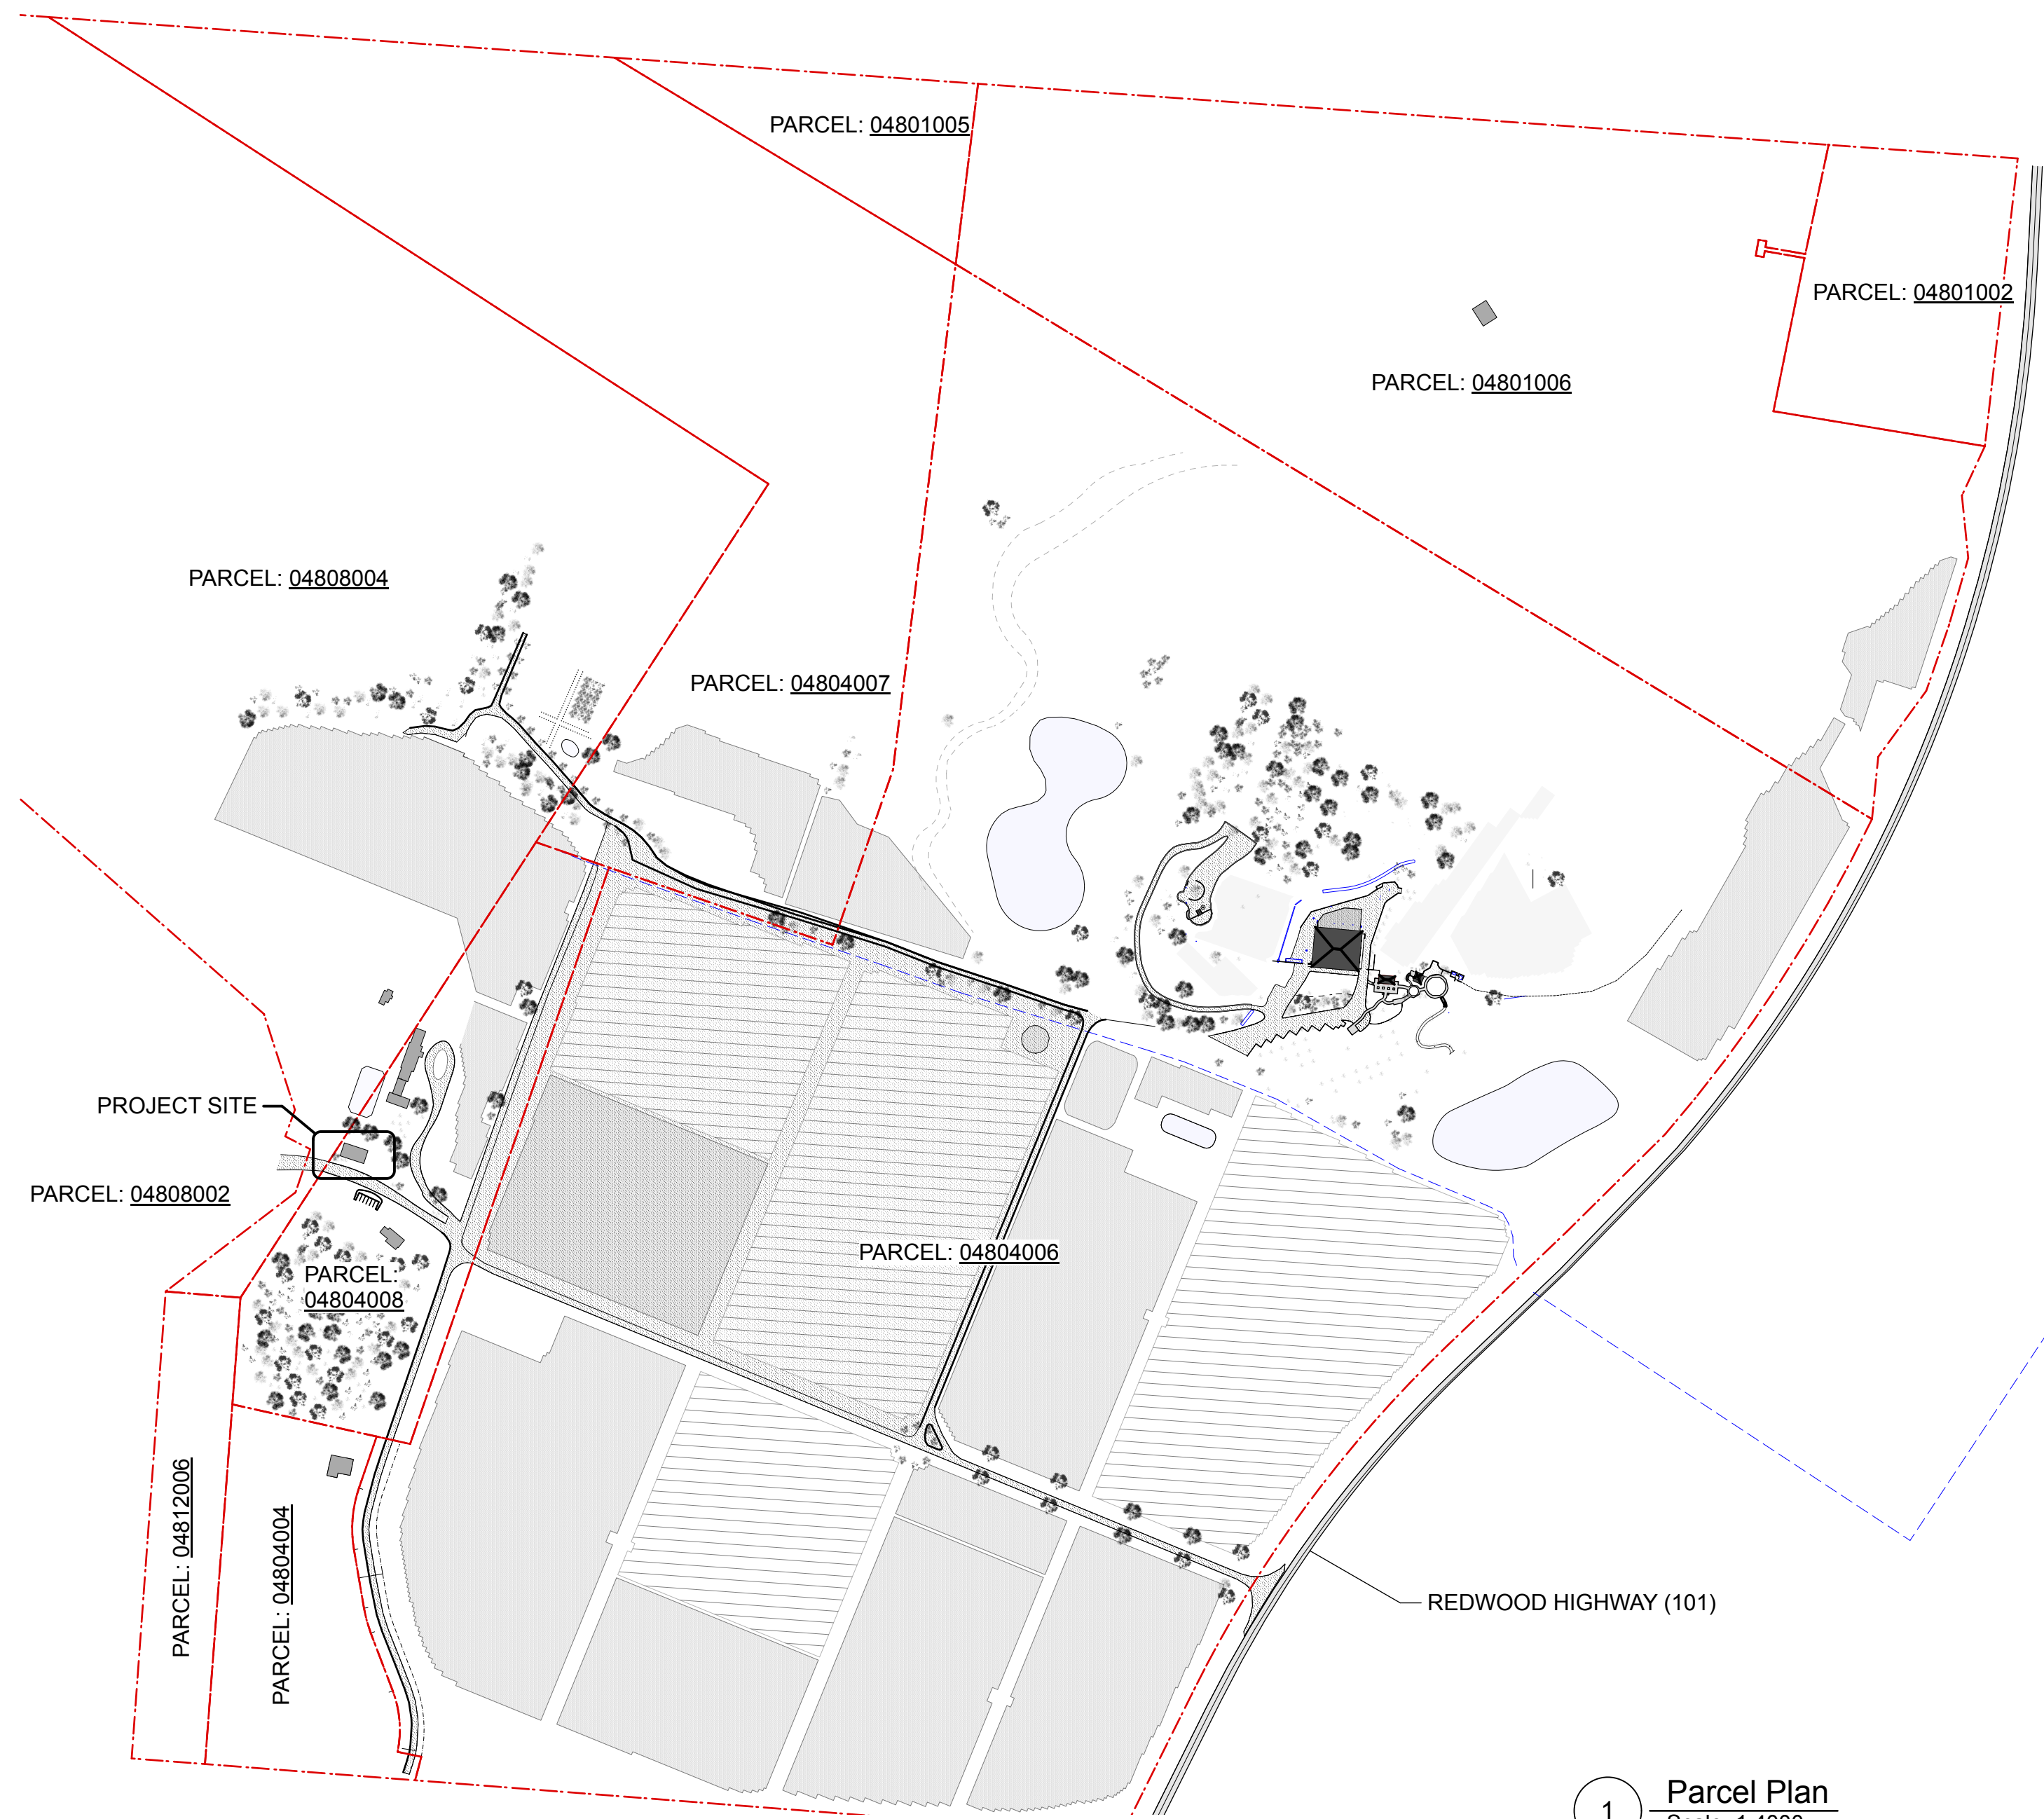 PARCEL: 04801005
PARCEL: 04801002
PARCEL: 04801006
PARCEL: 04808004
PARCEL: 04804007
PROJECT SITE
PARCEL: 04808002
PARCEL: 04804006
PARCEL:
04804008
PARCEL: 04812006
PARCEL: 04804004
REDWOOD HIGHWAY (101)
1
Parcel Plan